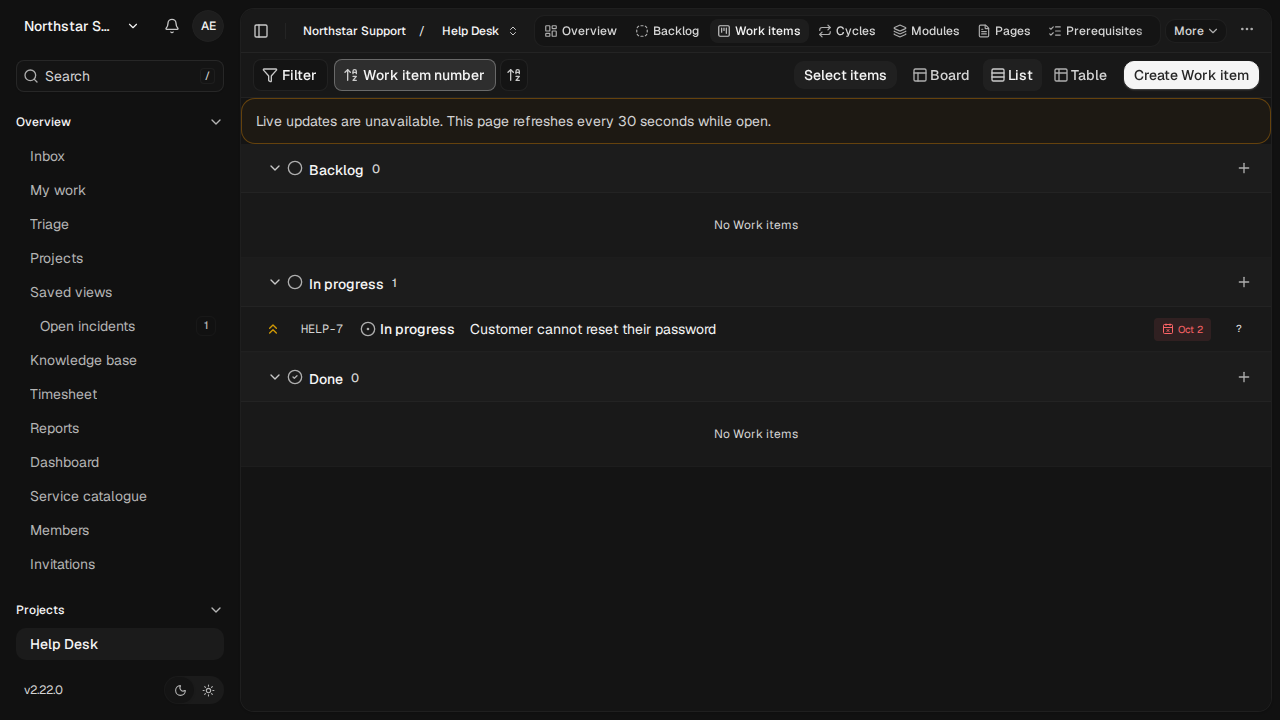 Northstar S...
AE
Search
/
Overview
Inbox
My work
Triage
Projects
Saved views
Open incidents 1
Knowledge base
Timesheet
Reports
Dashboard
Service catalogue
Members
Invitations
Projects
Help Desk
v2.22.0
Northstar Support / Help Desk
Overview Backlog Work items Cycles Modules Pages Prerequisites More
Filter Work item number
Select items Board List Table Create Work item
Live updates are unavailable. This page refreshes every 30 seconds while open.
Backlog 0
No Work items
In progress 1
HELP-7 In progress Customer cannot reset their password Oct 2 ?
Done 0
No Work items